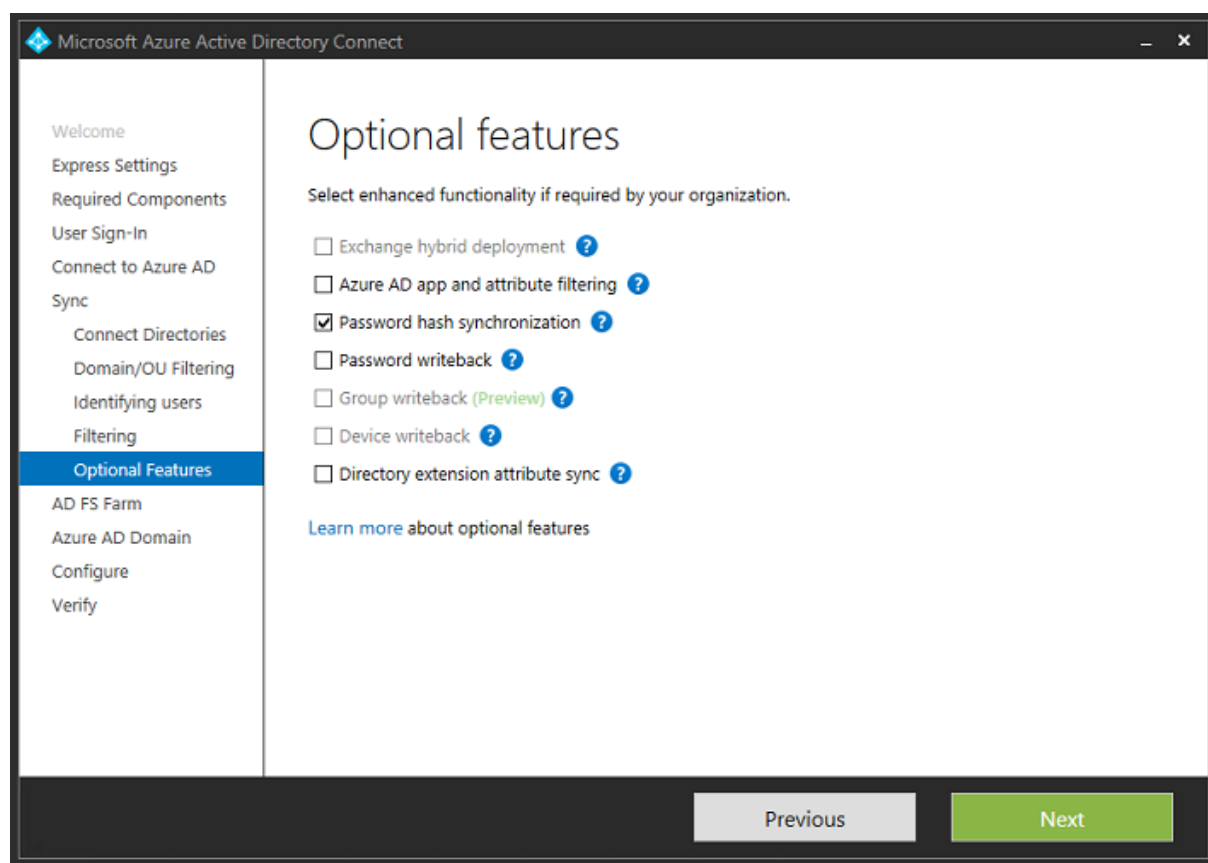 Microsoft Azure Active Directory Connect
Welcome
Express Settings
Required Components
User Sign-In
Connect to Azure AD
Sync
Connect Directories
Domain/OU Filtering
Identifying users
Filtering
Optional Features
AD FS Farm
Azure AD Domain
Configure
Verify
Optional features
Select enhanced functionality if required by your organization.
Exchange hybrid deployment ?
Azure AD app and attribute filtering ?
Password hash synchronization ?
Password writeback ?
Group writeback (Preview) ?
Device writeback ?
Directory extension attribute sync ?
Learn more about optional features
Previous
Next